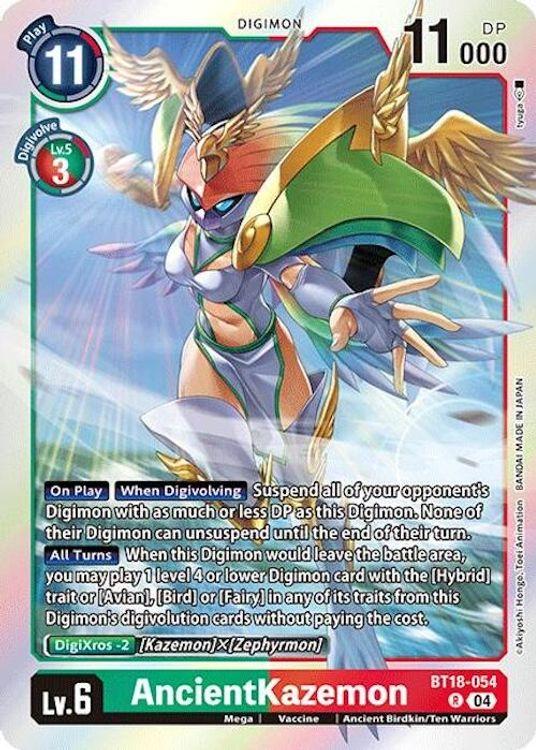 DIGIMON
Play
11
11000
DP
Digivolve
Lv.5
3
tyuga
©Akiyoshi Hongo, Toei Animation BANDAI MADE IN JAPAN
On Play When Digivolving Suspend all of your opponent's
Digimon with as much or less DP as this Digimon. None of
their Digimon can unsuspend until the end of their turn.
All Turns When this Digimon would leave the battle area,
you may play 1 level 4 or lower Digimon card with the [Hybrid]
trait or [Avian], [Bird] or [Fairy] in any of its traits from this
Digimon's digivolution cards without paying the cost.
DigiXros -2 [Kazemon]×[Zephyrmon]
Lv.6
AncientKazemon
BT18-054
R 04
Mega | Vaccine | Ancient Birdkin/Ten Warriors